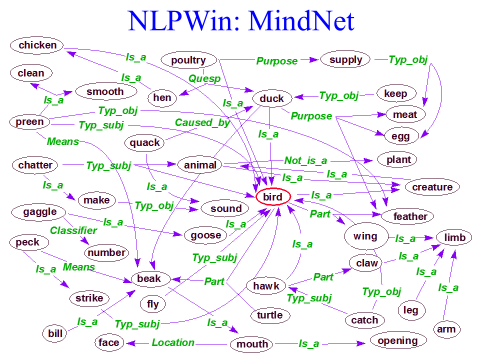 NLPWin: MindNet
chicken Is_a poultry Purpose supply Typ_obj
clean Is_a Quesp
smooth hen duck Typ_obj keep
Is_a
preen Typ_obj Caused_by Purpose meat
Typ_subj egg
Means quack Is_a
chatter Typ_subj animal Not_is_a plant
Is_a Is_a Is_a
Is_a creature
make bird Is_a
gaggle Typ_obj sound Part feather
Is_a
Classifier goose wing Is_a limb
peck number Is_a
Typ_subj claw Is_a
Means Part
Is_a beak Part hawk Typ_obj
strike fly Typ_subj Is_a
Is_a Typ_subj turtle catch leg
bill Is_a arm
face Location mouth Is_a opening